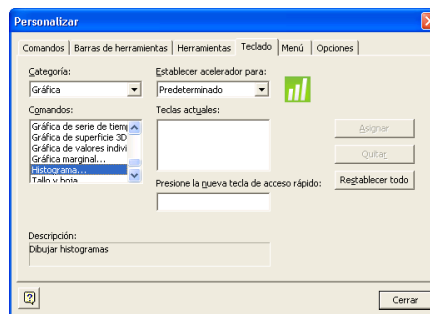 Personalizar
Comandos
Barras de herramientas
Herramientas
Teclado
Menú
Opciones
Categoría:
Gráfica
Establecer acelerador para:
Predeterminado
Comandos:
Gráfica de serie de tiem
Gráfica de superficie 3D
Gráfica de valores indivi
Gráfica marginal...
Histograma...
Tallo y hoja
Teclas actuales:
Presione la nueva tecla de acceso rápido:
Asignar
Quitar
Restablecer todo
Descripción:
Dibujar histogramas
Cerrar